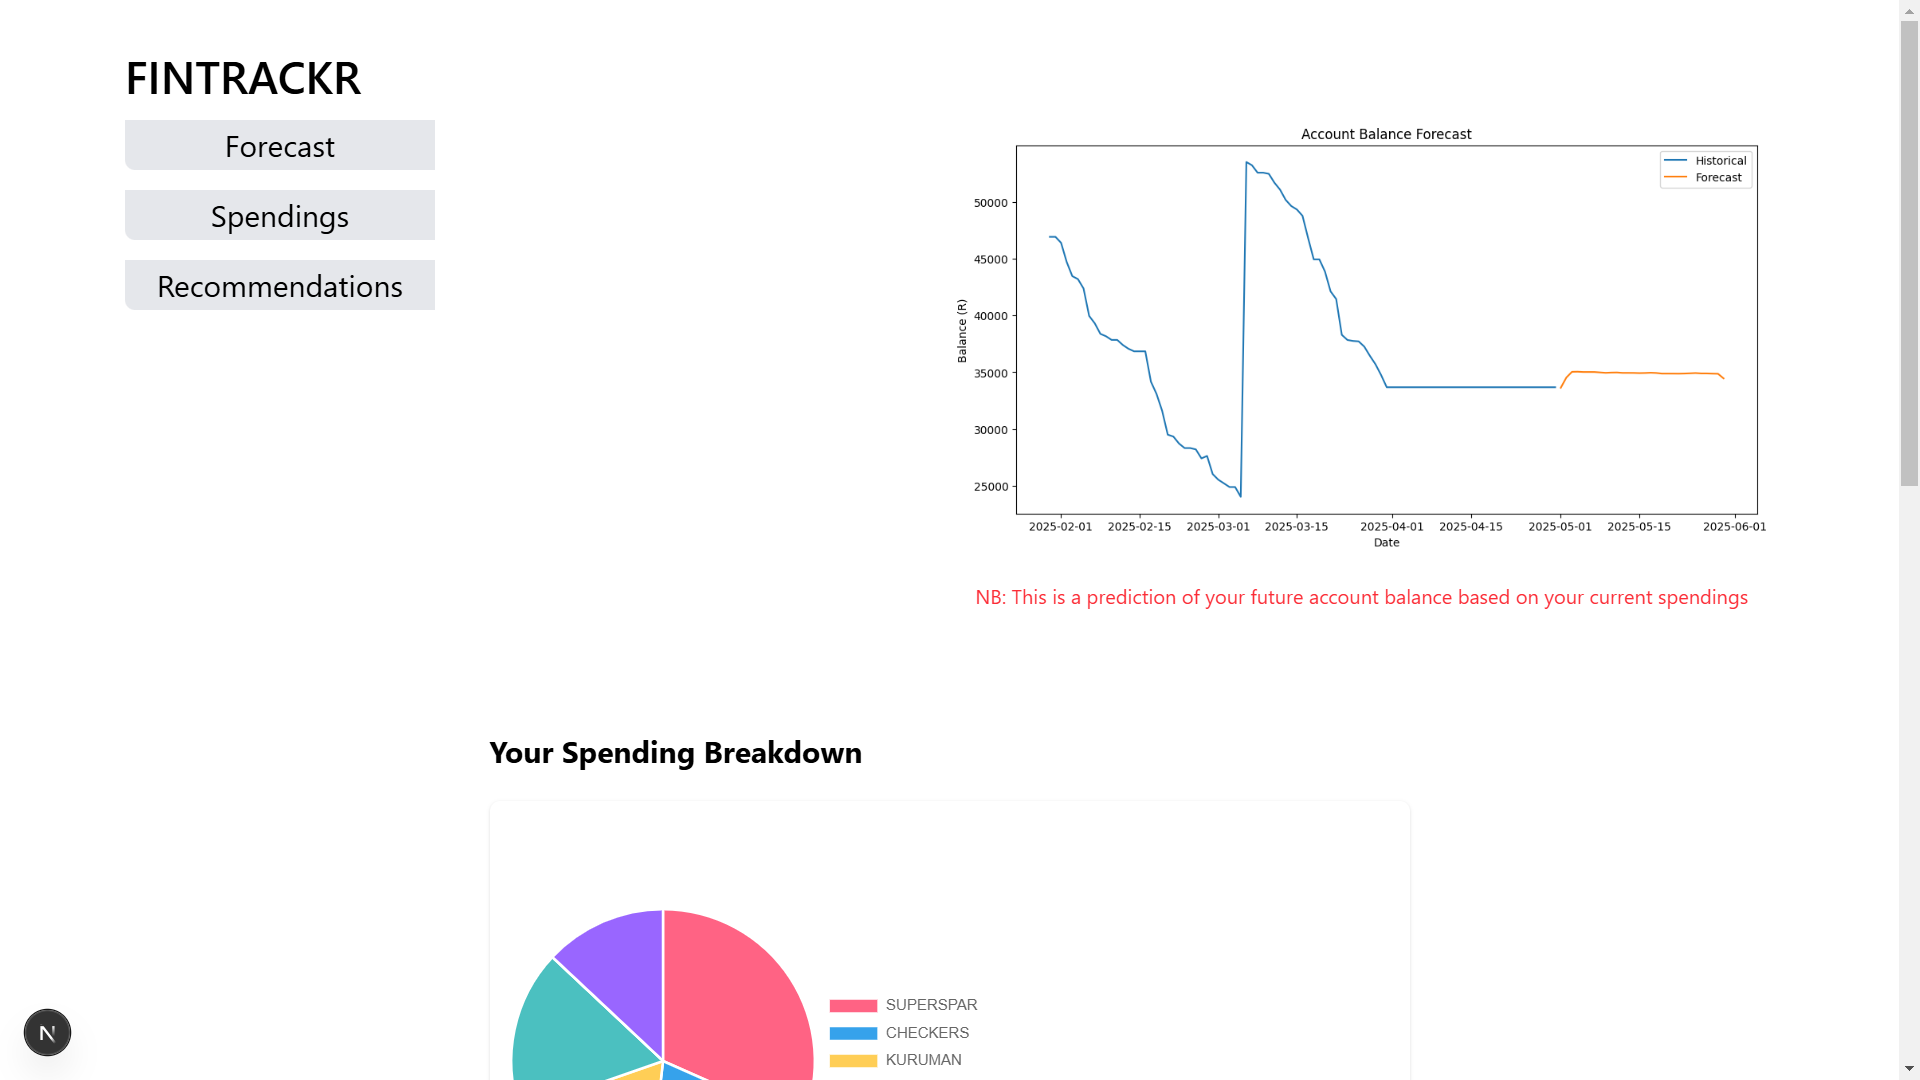 FINTRACKR
Forecast
Spendings
Recommendations
Account Balance Forecast
Historical
Forecast
50000
45000
40000
35000
30000
25000
Balance (R)
2025-02-01 2025-02-15 2025-03-01 2025-03-15 2025-04-01 2025-04-15 2025-05-01 2025-05-15 2025-06-01
Date
NB: This is a prediction of your future account balance based on your current spendings
Your Spending Breakdown
SUPERSPAR
CHECKERS
KURUMAN
N